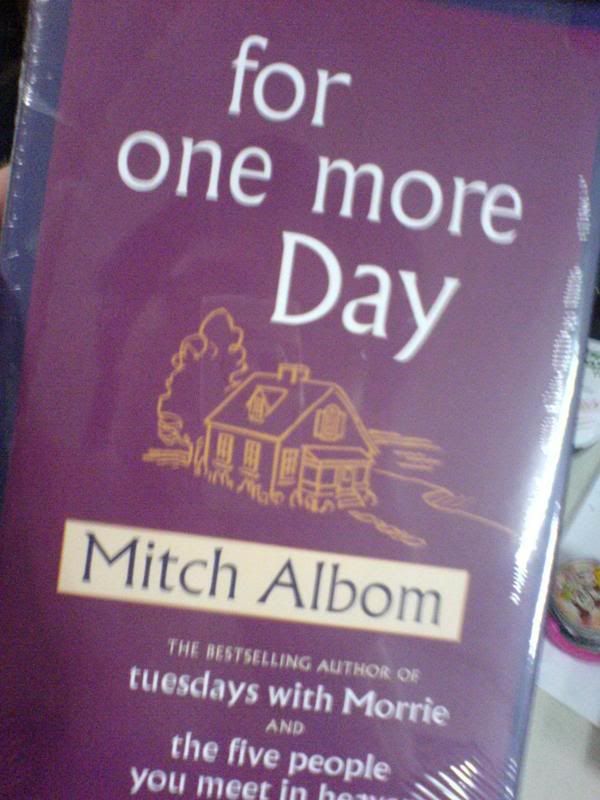 for
one more
Day
Mitch Albom
THE BESTSELLING AUTHOR OF
tuesdays with Morrie
AND
the five people
you meet in heaven